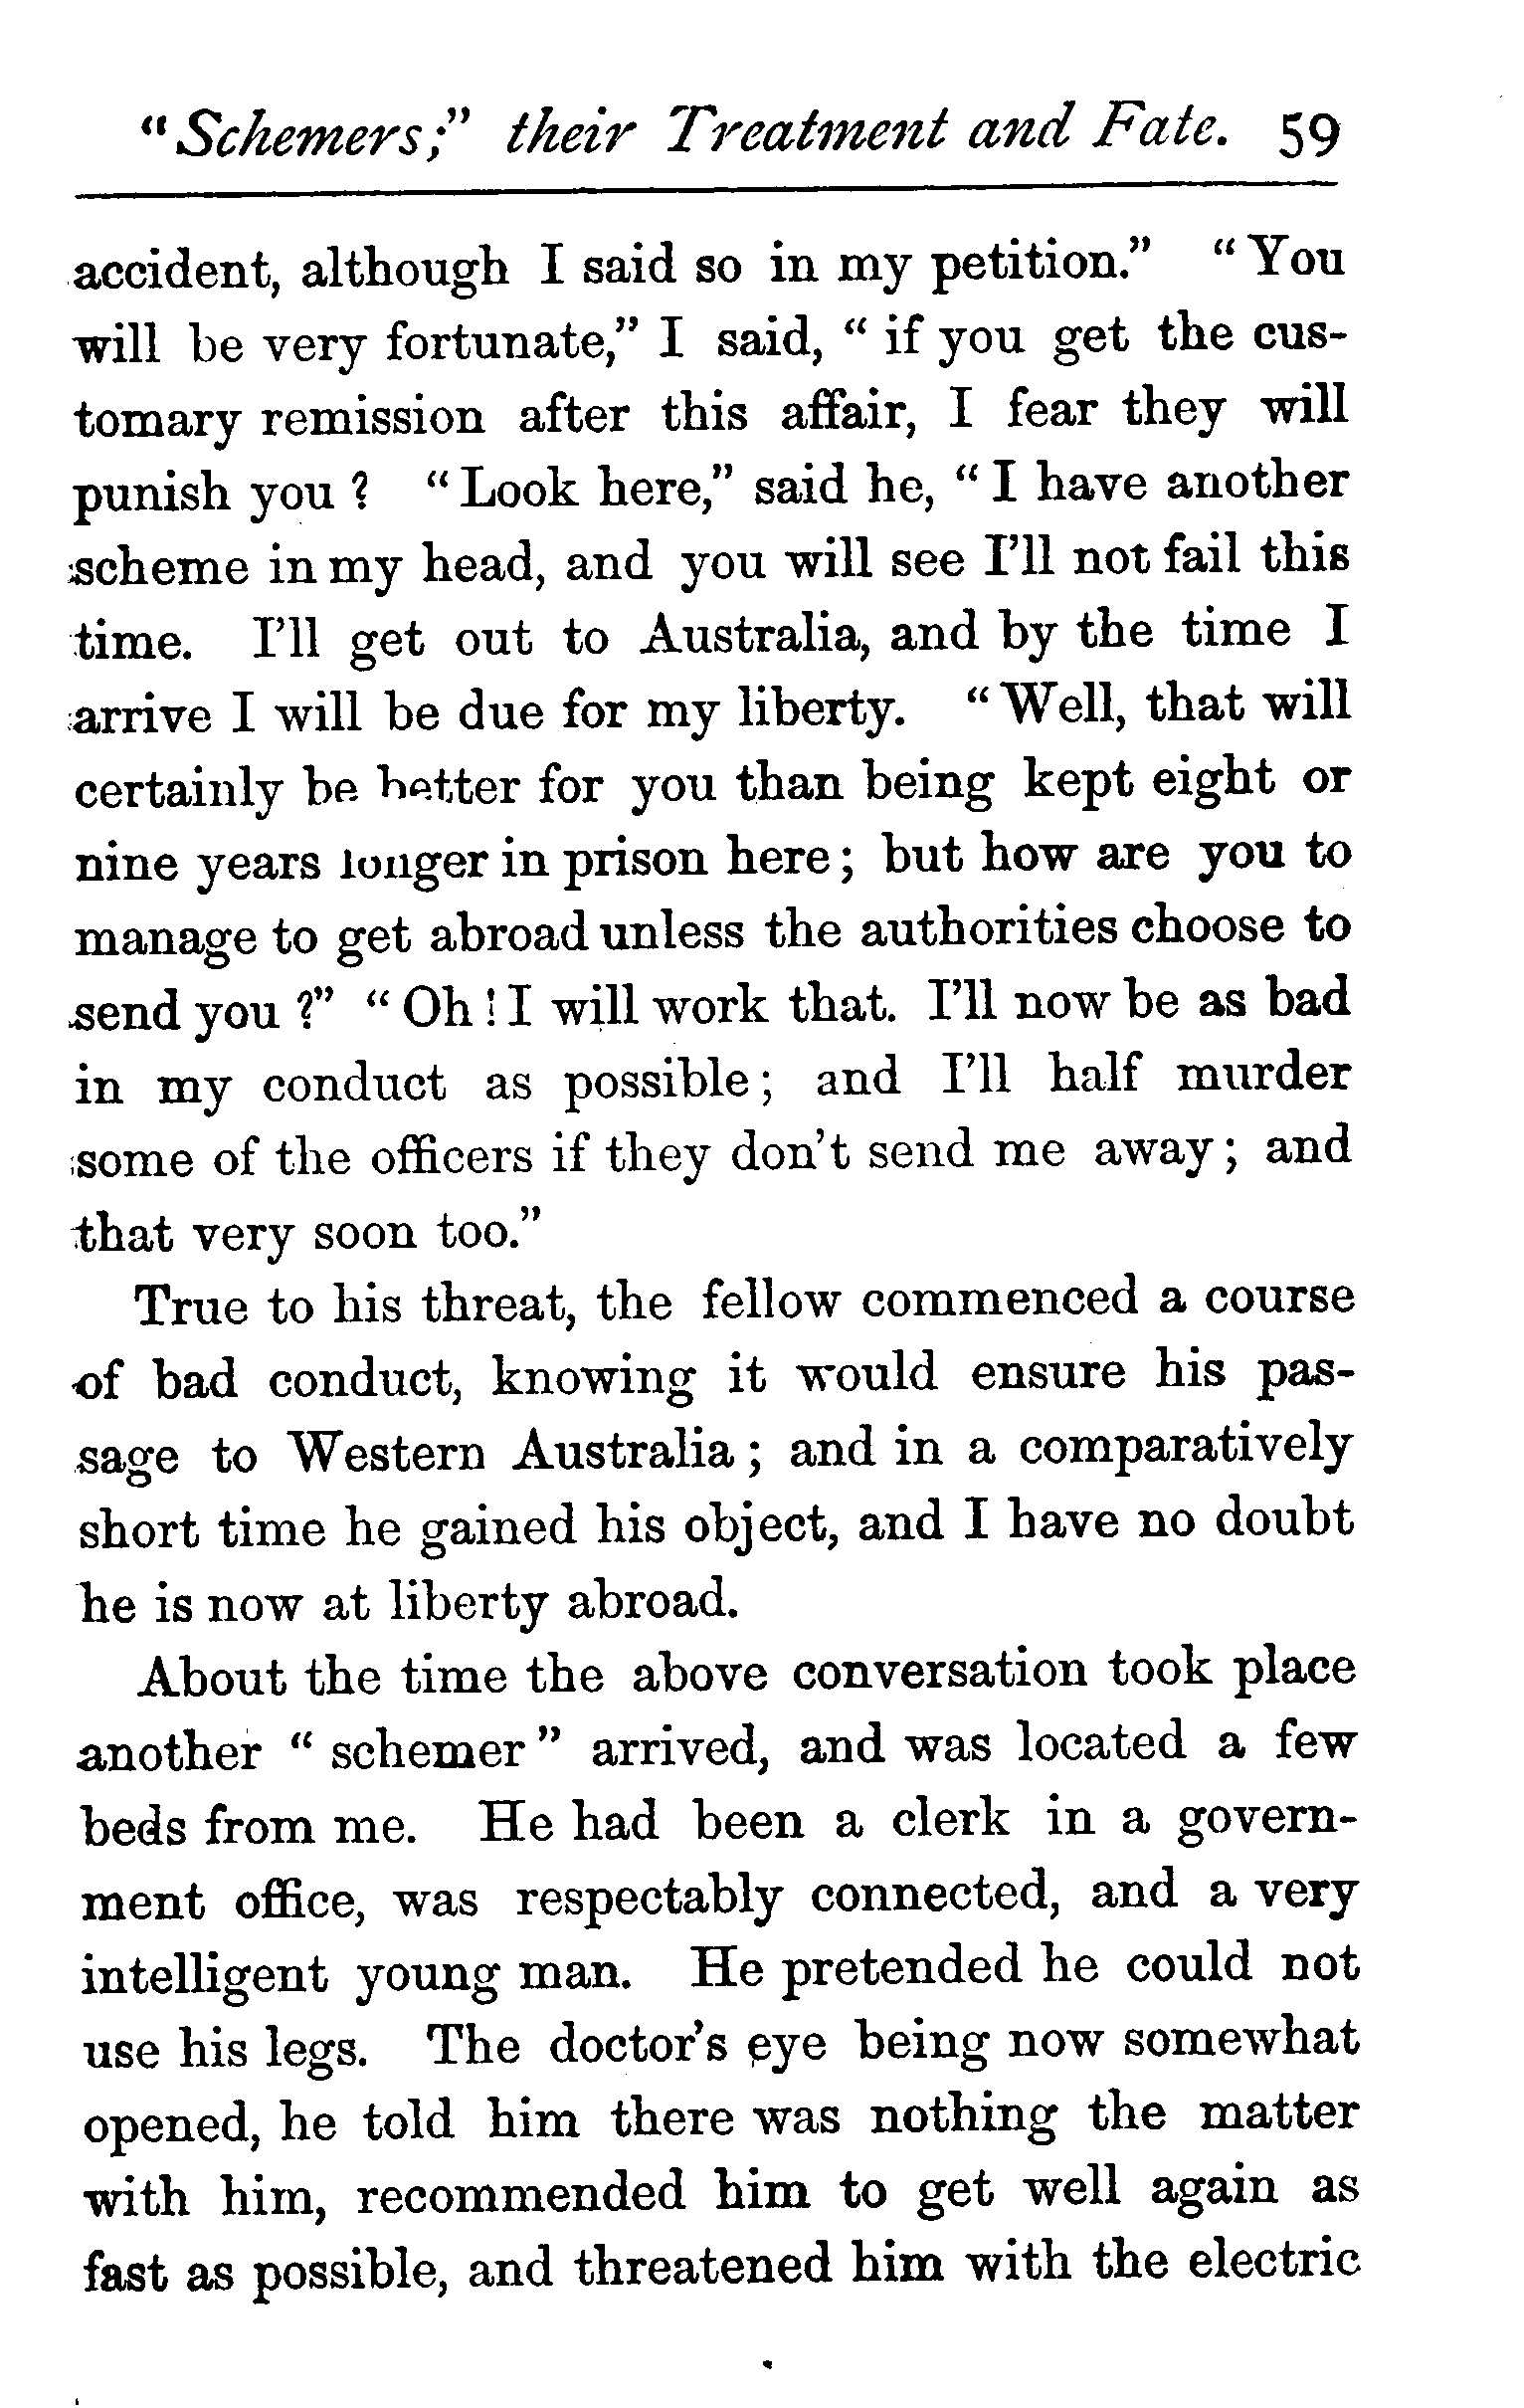 "Schemers;" their Treatment and Fate. 59
accident, although I said so in my petition." "You
will be very fortunate," I said, "if you get the cus-
tomary remission after this affair, I fear they will
punish you ? "Look here," said he, "I have another
scheme in my head, and you will see I'll not fail this
time. I'll get out to Australia, and by the time I
arrive I will be due for my liberty. "Well, that will
certainly be better for you than being kept eight or
nine years longer in prison here; but how are you to
manage to get abroad unless the authorities choose to
send you ?" "Oh ! I will work that. I'll now be as bad
in my conduct as possible; and I'll half murder
some of the officers if they don't send me away; and
that very soon too."
True to his threat, the fellow commenced a course
of bad conduct, knowing it would ensure his pas-
sage to Western Australia; and in a comparatively
short time he gained his object, and I have no doubt
he is now at liberty abroad.
About the time the above conversation took place
another "schemer" arrived, and was located a few
beds from me. He had been a clerk in a govern-
ment office, was respectably connected, and a very
intelligent young man. He pretended he could not
use his legs. The doctor's eye being now somewhat
opened, he told him there was nothing the matter
with him, recommended him to get well again as
fast as possible, and threatened him with the electric